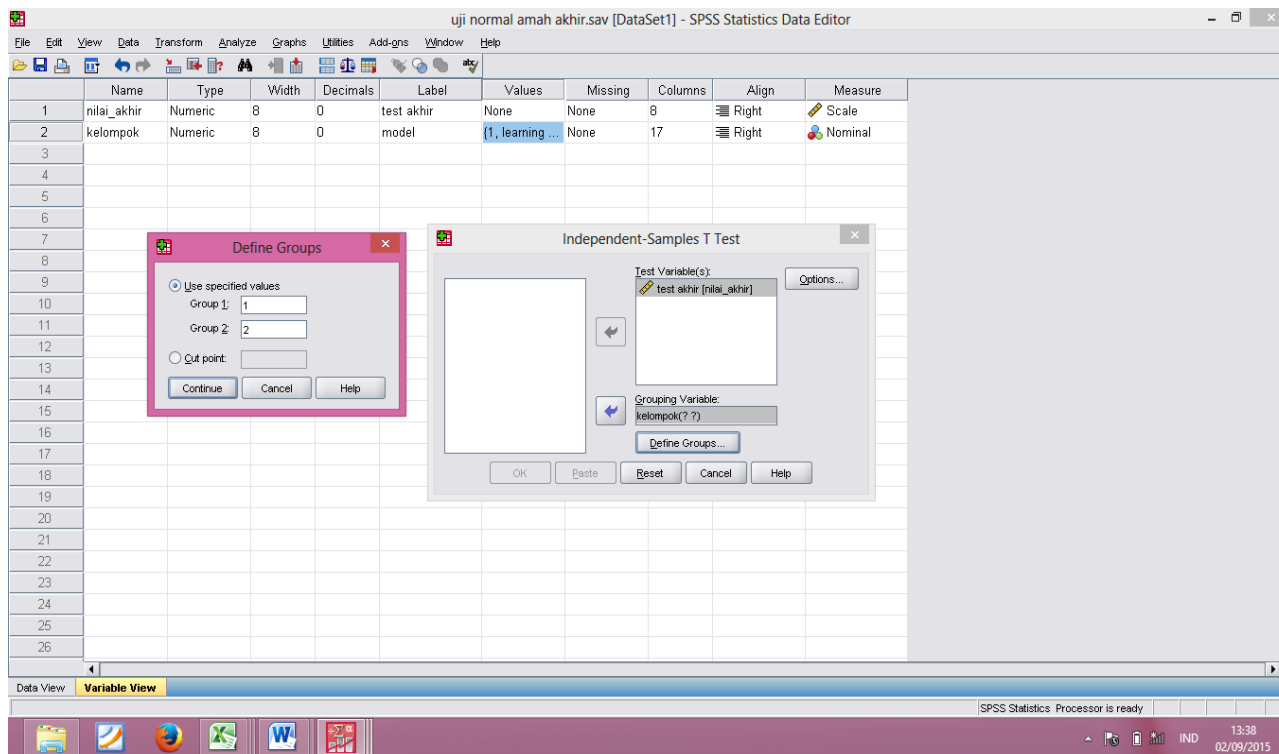 uji normal amah akhir.sav [DataSet1] - SPSS Statistics Data Editor
File Edit View Data Transform Analyze Graphs Utilities Add-ons Window Help
Name Type Width Decimals Label Values Missing Columns Align Measure
1 nilai_akhir Numeric 8 0 test akhir None None 8 Right Scale
2 kelompok Numeric 8 0 model {1, learning ... None 17 Right Nominal
3
4
5
6
7
8
9
10
11
12
13
14
15
16
17
18
19
20
21
22
23
24
25
26
Define Groups
Use specified values
Group 1: 1
Group 2: 2
Cut point:
Continue Cancel Help
Independent-Samples T Test
Test Variable(s):
test akhir [nilai_akhir]
Options...
Grouping Variable:
kelompok(? ?)
Define Groups...
OK Paste Reset Cancel Help
Data View Variable View
SPSS Statistics Processor is ready
IND
13:38
02/09/2015